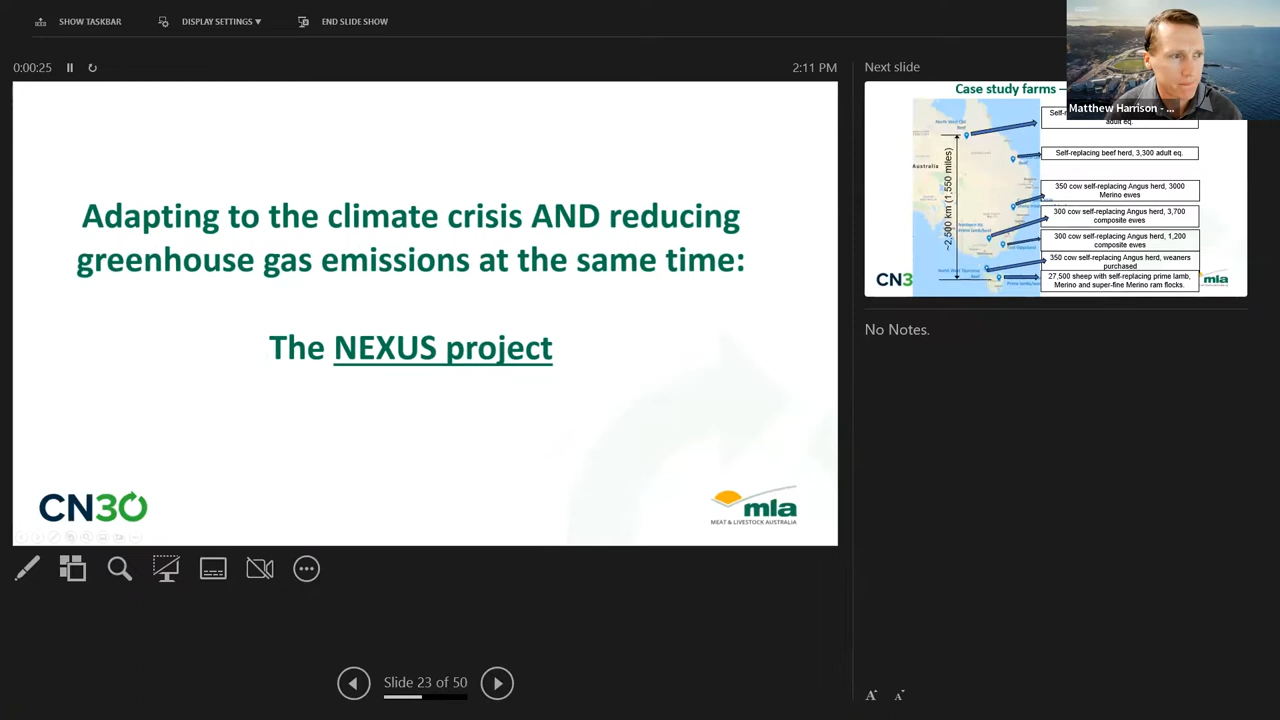 SHOW TASKBAR
DISPLAY SETTINGS ▼
END SLIDE SHOW
0:00:25
2:11 PM
Adapting to the climate crisis AND reducing
greenhouse gas emissions at the same time:
The NEXUS project
CN30
mla
MEAT & LIVESTOCK AUSTRALIA
Slide 23 of 50
Next slide
Matthew Harrison - ...
Case study farms –
Self-
adult eq.
Self-replacing beef herd, 3,300 adult eq.
350 cow self-replacing Angus herd, 3000
Merino ewes
300 cow self-replacing Angus herd, 3,700
composite ewes
300 cow self-replacing Angus herd, 1,200
composite ewes
350 cow self-replacing Angus herd, weaners
purchased
27,500 sheep with self-replacing prime lamb,
Merino and super-fine Merino ram flocks.
~2,500 km (1,550 miles)
Australia
Beef
CN3
mla
No Notes.
A
A